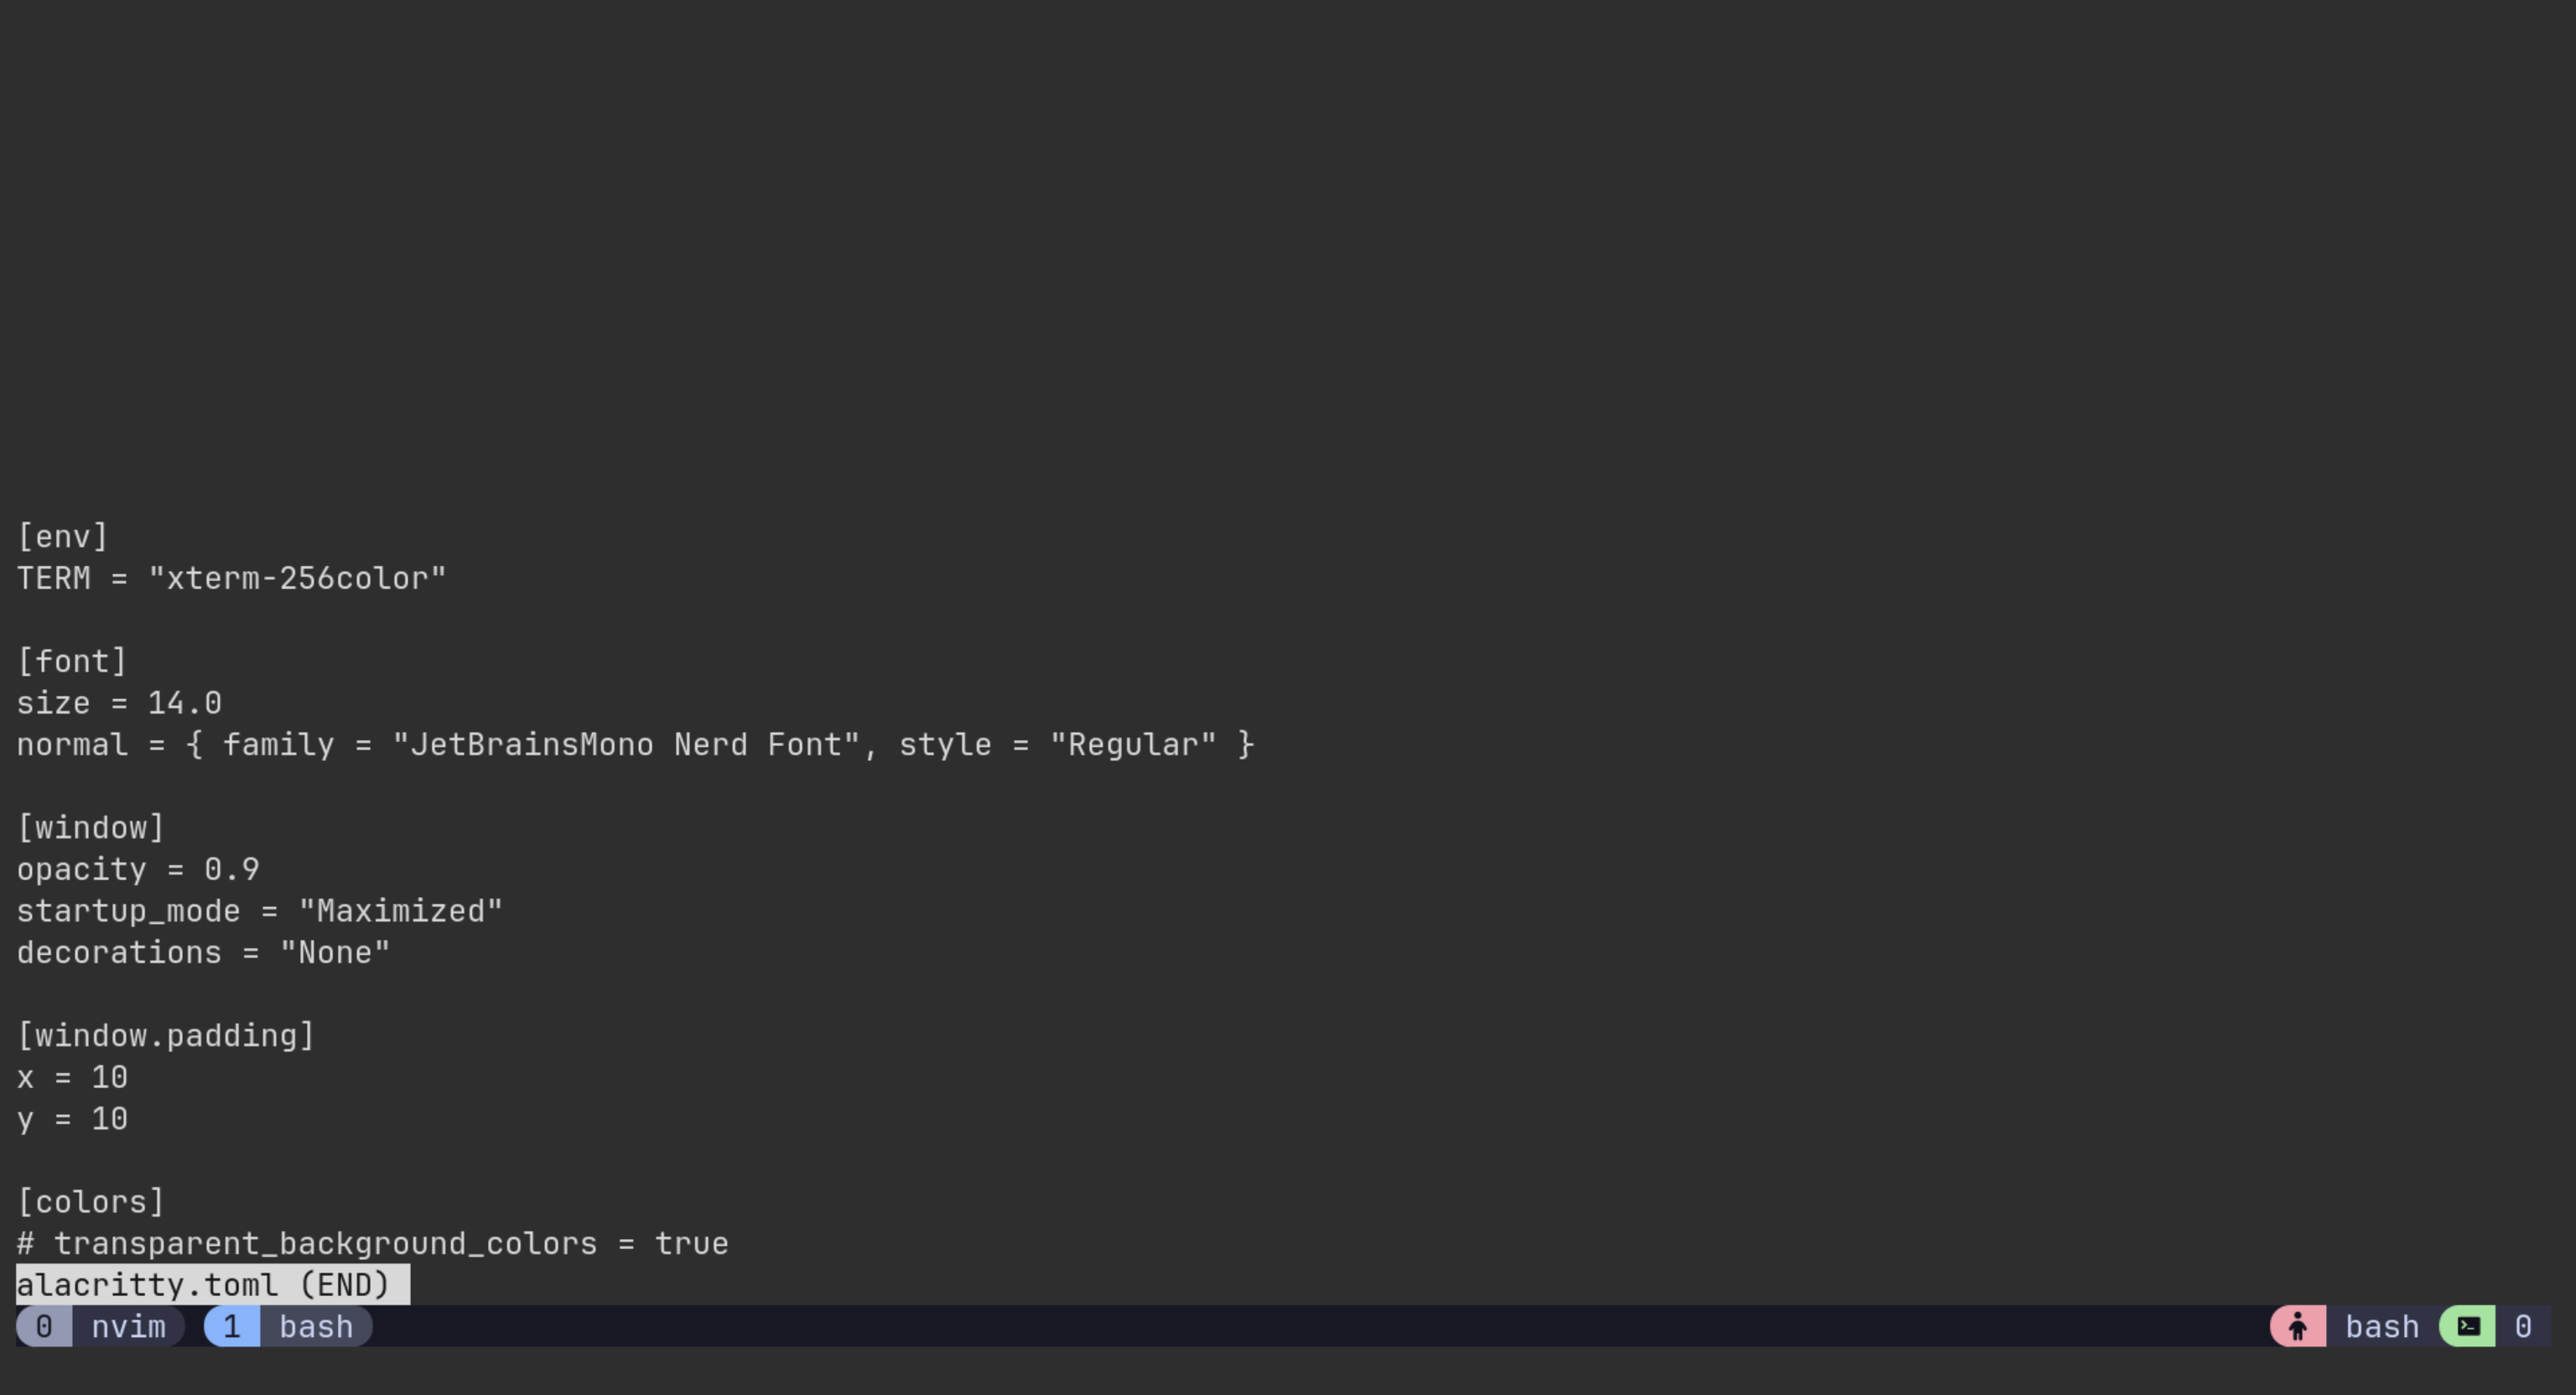 [env]
TERM = "xterm-256color"
[font]
size = 14.0
normal = { family = "JetBrainsMono Nerd Font", style = "Regular" }
[window]
opacity = 0.9
startup_mode = "Maximized"
decorations = "None"
[window.padding]
x = 10
y = 10
[colors]
# transparent_background_colors = true
alacritty.toml (END)
0 nvim 1 bash bash 0